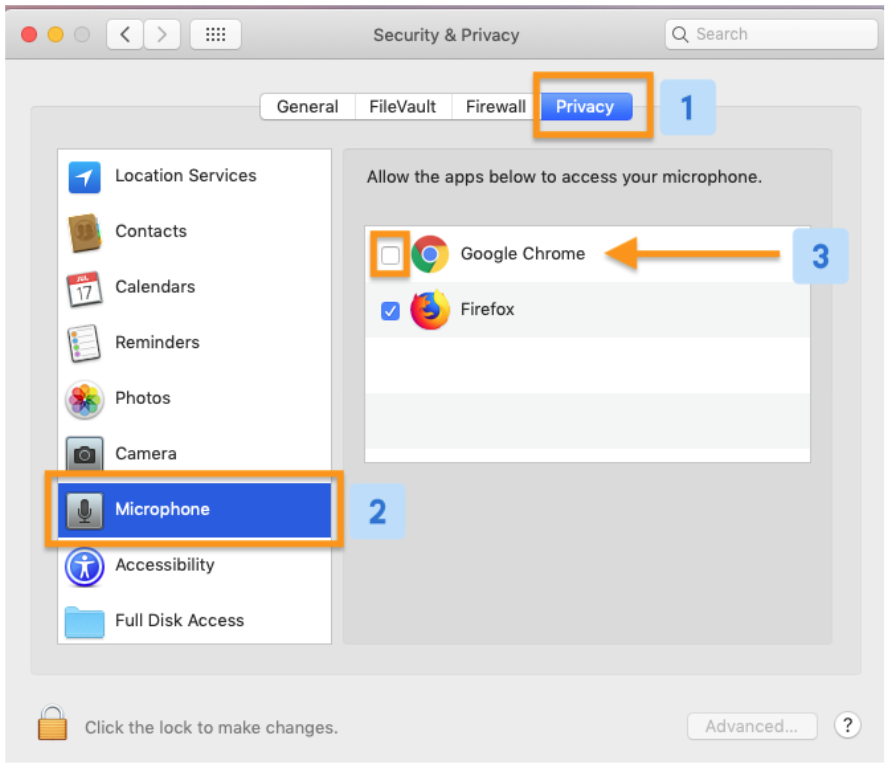 Security & Privacy
Search
General FileVault Firewall Privacy 1
Location Services
Contacts
JUL 17 Calendars
Reminders
Photos
Camera
Microphone 2
Accessibility
Full Disk Access
Allow the apps below to access your microphone.
Google Chrome 3
Firefox
Click the lock to make changes.
Advanced... ?